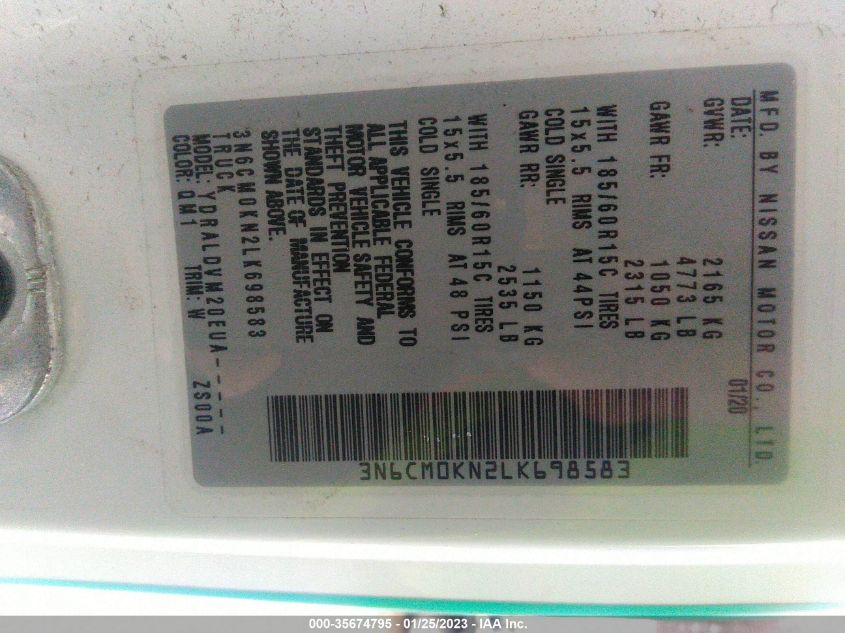 MFD. BY NISSAN MOTOR CO., LTD.
DATE: 01/20
GVWR: 2165 KG
4773 LB
GAWR FR: 1050 KG
2315 LB
WITH 185/60R15C TIRES
15x5.5 RIMS AT 44PSI
COLD SINGLE
GAWR RR: 1150 KG
2535 LB
WITH 185/60R15C TIRES
15x5.5 RIMS AT 48 PSI
COLD SINGLE
THIS VEHICLE CONFORMS TO
ALL APPLICABLE FEDERAL
MOTOR VEHICLE SAFETY AND
THEFT PREVENTION
STANDARDS IN EFFECT ON
THE DATE OF MANUFACTURE
SHOWN ABOVE.
3N6CM0KN2LK698583
TRUCK
MODEL: YDRALDVM20EUA-----
COLOR: QM1 TRIM: W ZS00A
3N6CM0KN2LK698583
000-35674795 - 01/25/2023 - IAA Inc.